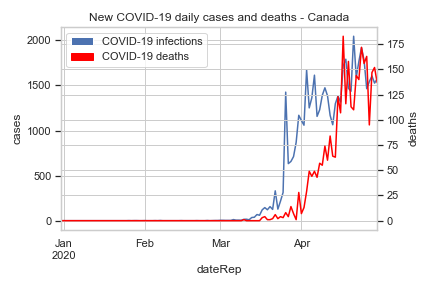 New COVID-19 daily cases and deaths - Canada
COVID-19 infections
COVID-19 deaths
2000
1500
1000
500
0
cases
175
150
125
100
75
50
25
0
deaths
Jan Feb Mar Apr
2020
dateRep